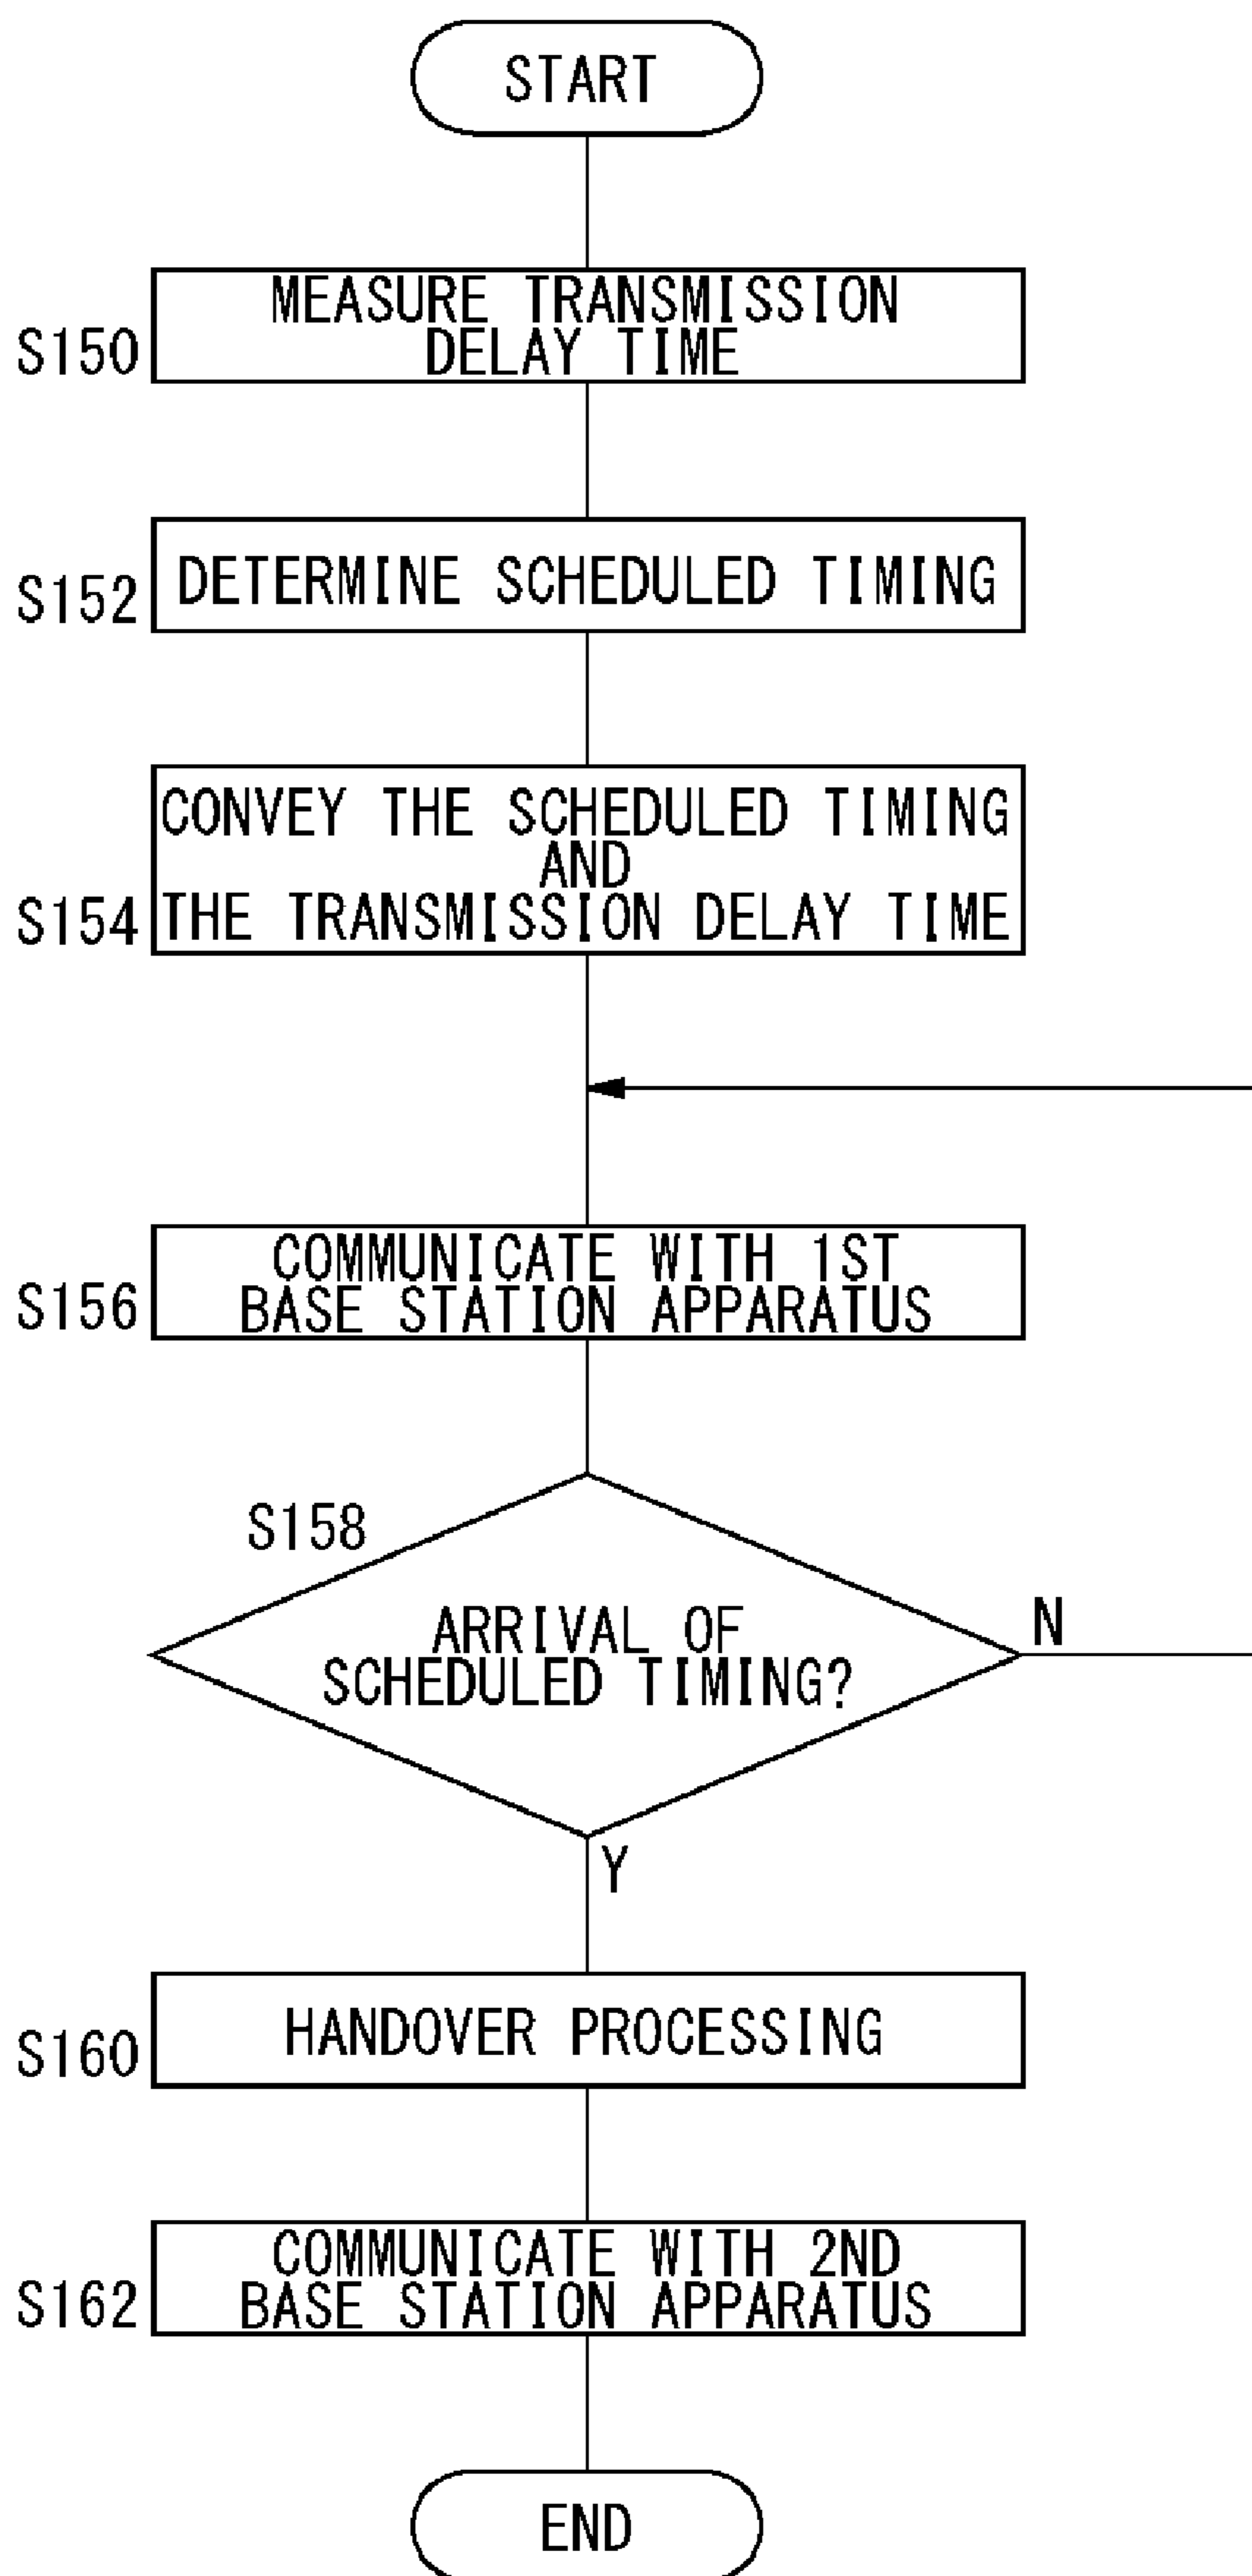 START
MEASURE TRANSMISSION
DELAY TIME
S150
DETERMINE SCHEDULED TIMING
S152
CONVEY THE SCHEDULED TIMING
AND
THE TRANSMISSION DELAY TIME
S154
COMMUNICATE WITH 1ST
BASE STATION APPARATUS
S156
S158
ARRIVAL OF
SCHEDULED TIMING?
N
Y
HANDOVER PROCESSING
S160
COMMUNICATE WITH 2ND
BASE STATION APPARATUS
S162
END